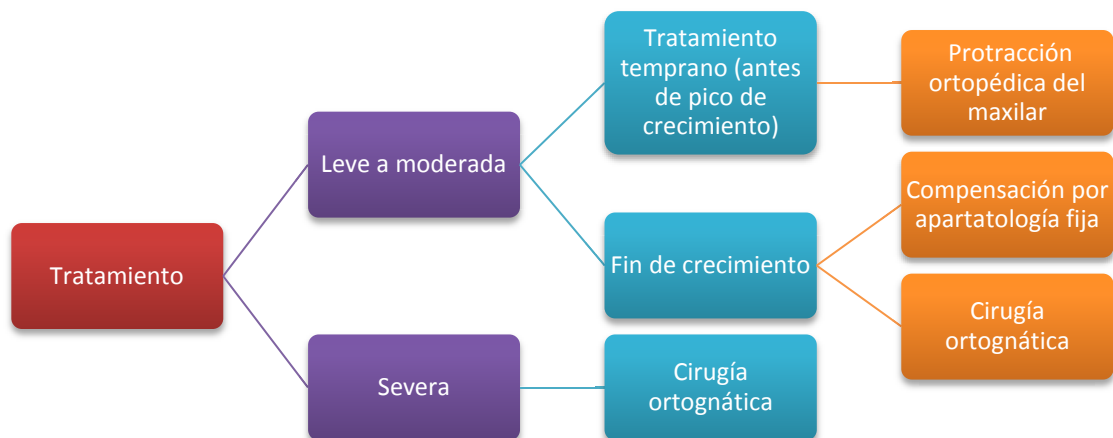 Tratamiento
Leve a moderada
Severa
Tratamiento
temprano (antes
de pico de
crecimiento)
Fin de crecimiento
Cirugía
ortognática
Protracción
ortopédica del
maxilar
Compensación por
apartatología fija
Cirugía
ortognática